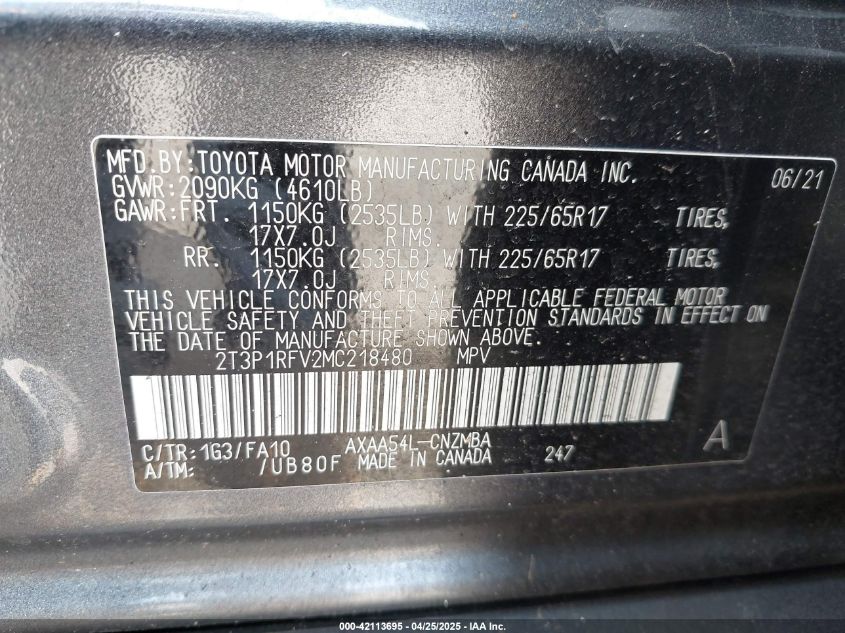 MFD.BY:TOYOTA MOTOR MANUFACTURING CANADA INC. 06/21
GVWR:2090KG (4610LB)
GAWR:FRT. 1150KG (2535LB) WITH 225/65R17 TIRES,
17X7.0J RIMS.
RR. 1150KG (2535LB) WITH 225/65R17 TIRES,
17X7.0J RIMS.
THIS VEHICLE CONFORMS TO ALL APPLICABLE FEDERAL MOTOR
VEHICLE SAFETY AND THEFT PREVENTION STANDARDS IN EFFECT ON
THE DATE OF MANUFACTURE SHOWN ABOVE.
2T3P1RFV2MC218480 MPV
C/TR:1G3/FA10 AXAA54L-CNZMBA A
A/TM: /UB80F MADE IN CANADA 247
000-42113695 - 04/25/2025 - IAA Inc.